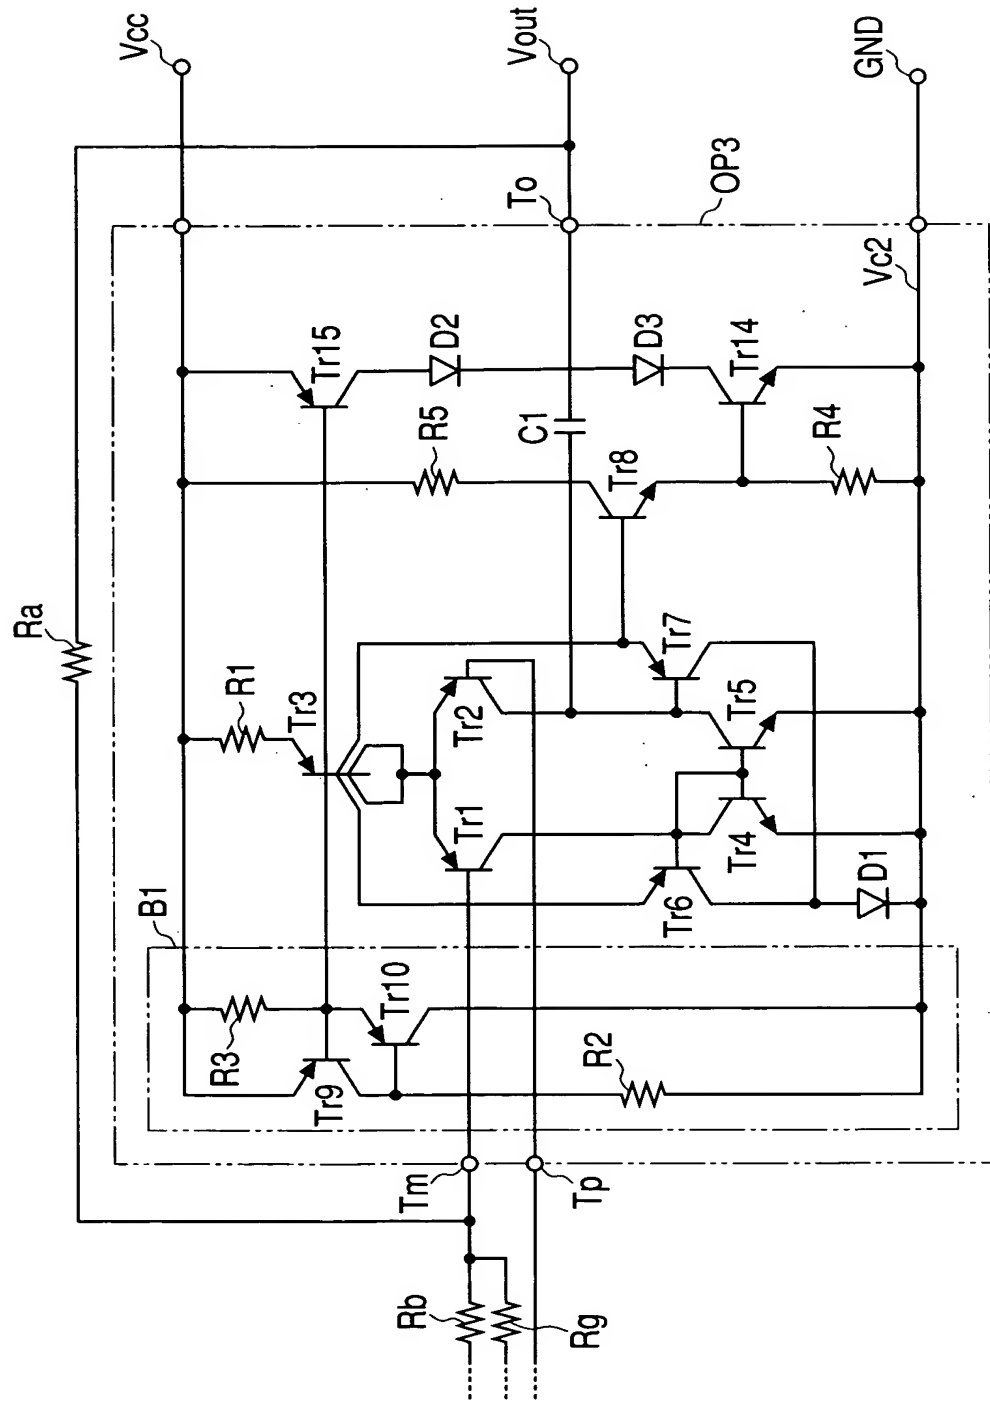 Vcc
Vout
GND
To
OP3
Vc2
Ra
Tr15
D2
D3
Tr14
R5
C1
Tr8
R4
R1
Tr3
Tr2
Tr7
Tr1
Tr5
Tr4
Tr6
D1
B1
R3
Tr10
Tr9
R2
Tm
Tp
Rb
Rg